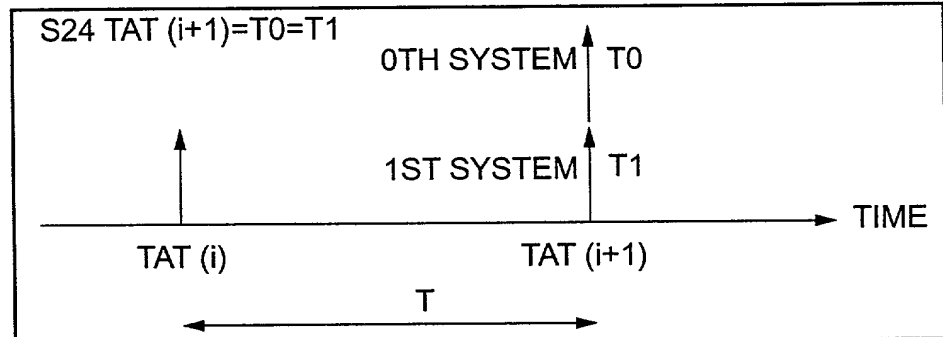 S24 TAT (i+1)=T0=T1
0TH SYSTEM T0
1ST SYSTEM T1
TIME
TAT (i) TAT (i+1)
T